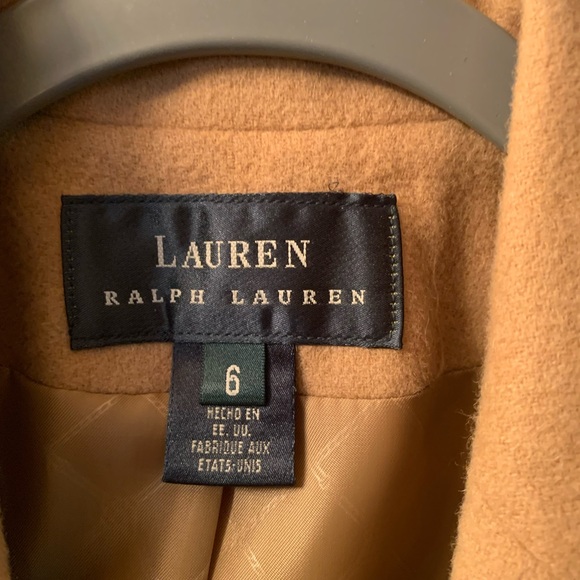 LAUREN
RALPH LAUREN
6
HECHO EN
EE. UU.
FABRIQUE AUX
ETATS-UNIS